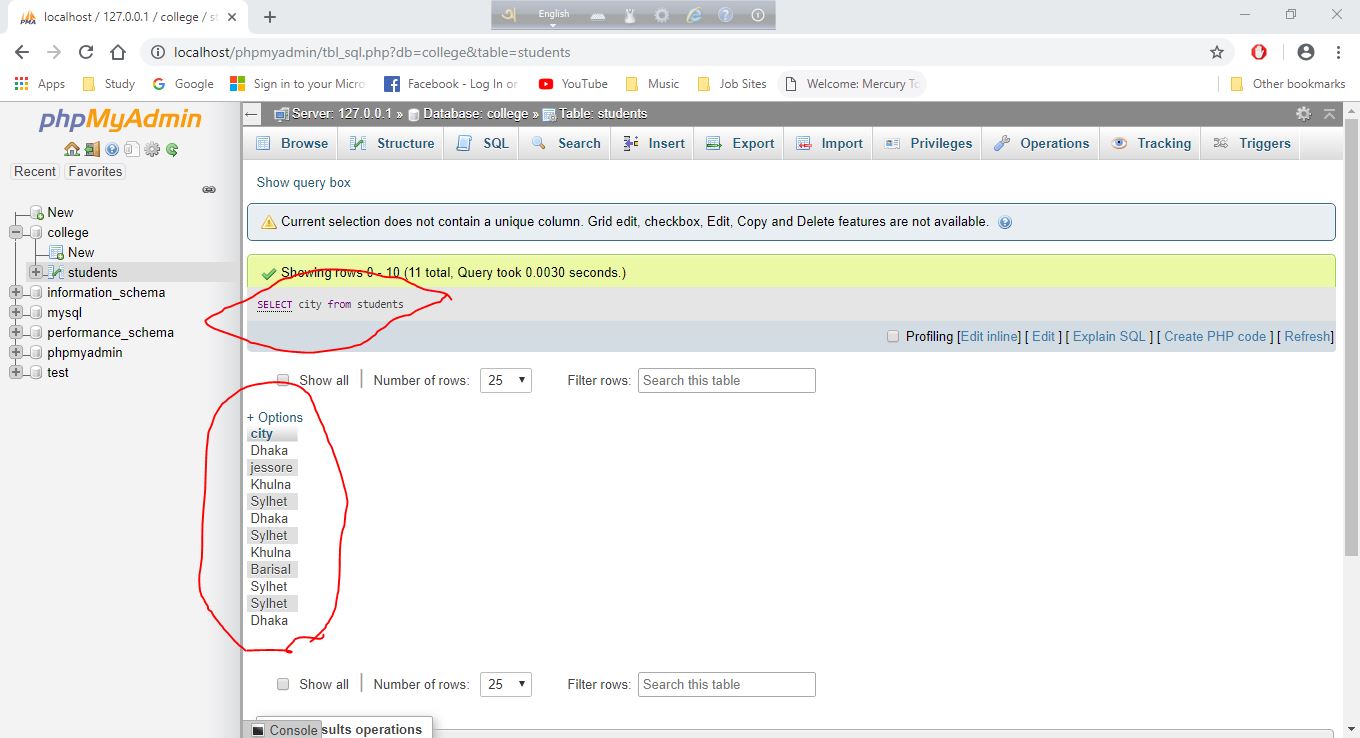 localhost / 127.0.0.1 / college / st
English
localhost/phpmyadmin/tbl_sql.php?db=college&table=students
Apps Study Google Sign in to your Micro Facebook - Log In or YouTube Music Job Sites Welcome: Mercury To Other bookmarks
phpMyAdmin
Recent Favorites
New
college
New
students
information_schema
mysql
performance_schema
phpmyadmin
test
Server: 127.0.0.1 » Database: college » Table: students
Browse Structure SQL Search Insert Export Import Privileges Operations Tracking Triggers
Show query box
Current selection does not contain a unique column. Grid edit, checkbox, Edit, Copy and Delete features are not available.
Showing rows 0 - 10 (11 total, Query took 0.0030 seconds.)
SELECT city from students
Profiling [Edit inline] [ Edit ] [ Explain SQL ] [ Create PHP code ] [ Refresh]
Show all | Number of rows: 25 Filter rows: Search this table
+ Options
city
Dhaka
jessore
Khulna
Sylhet
Dhaka
Sylhet
Khulna
Barisal
Sylhet
Sylhet
Dhaka
Show all | Number of rows: 25 Filter rows: Search this table
Console sults operations